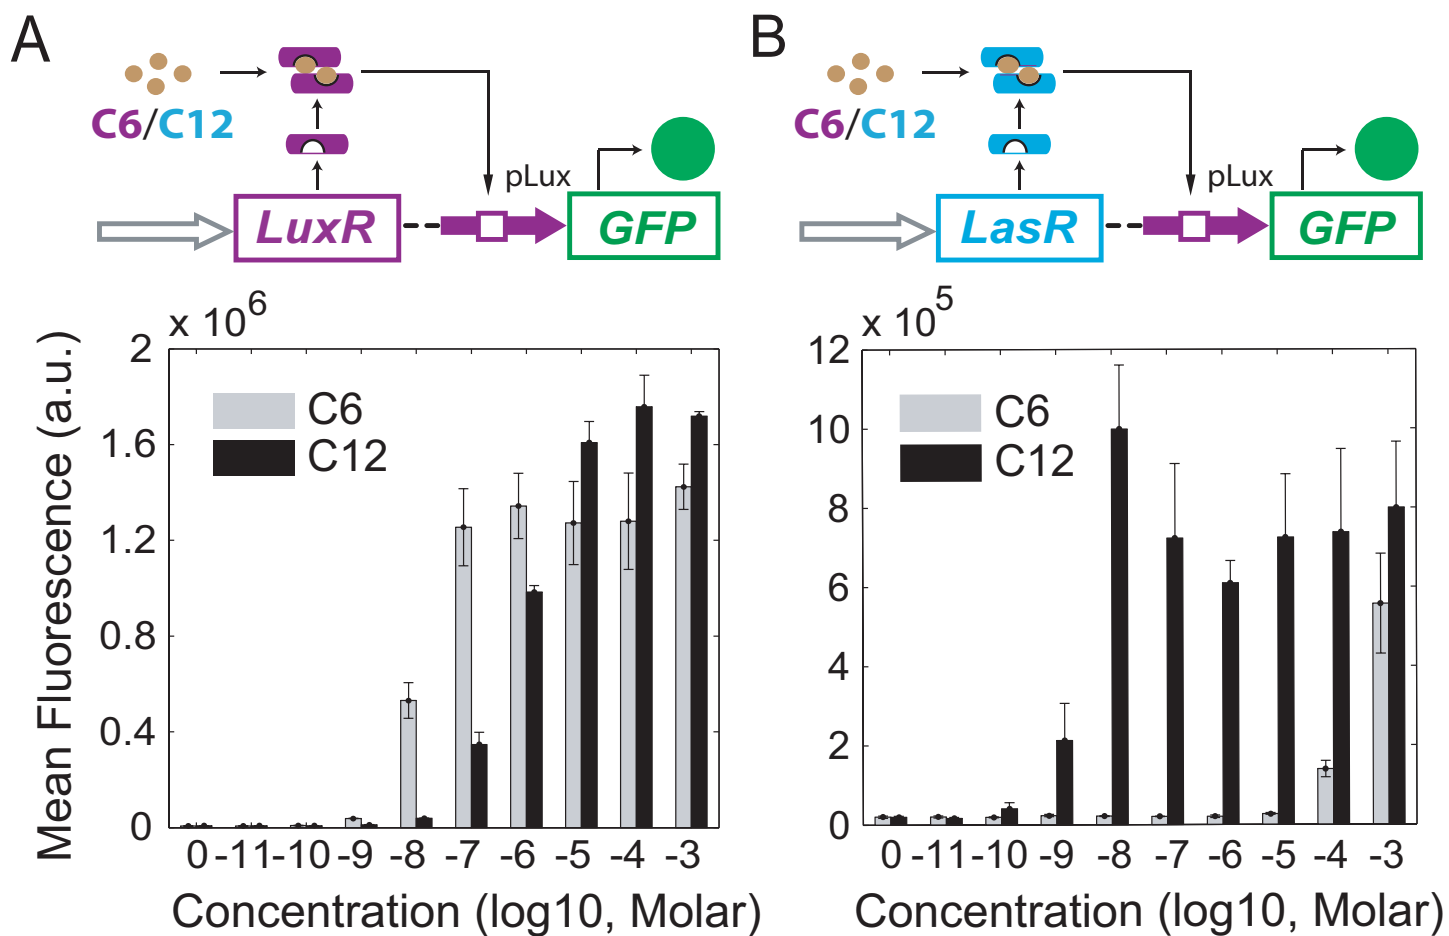 A
C6/C12
pLux
LuxR
GFP
x 10^6
Mean Fluorescence (a.u.)
2
1.6
1.2
0.8
0.4
0
C6
C12
0 -11 -10 -9 -8 -7 -6 -5 -4 -3
Concentration (log10, Molar)
B
C6/C12
pLux
LasR
GFP
x 10^5
12
10
8
6
4
2
0
C6
C12
0 -11 -10 -9 -8 -7 -6 -5 -4 -3
Concentration (log10, Molar)